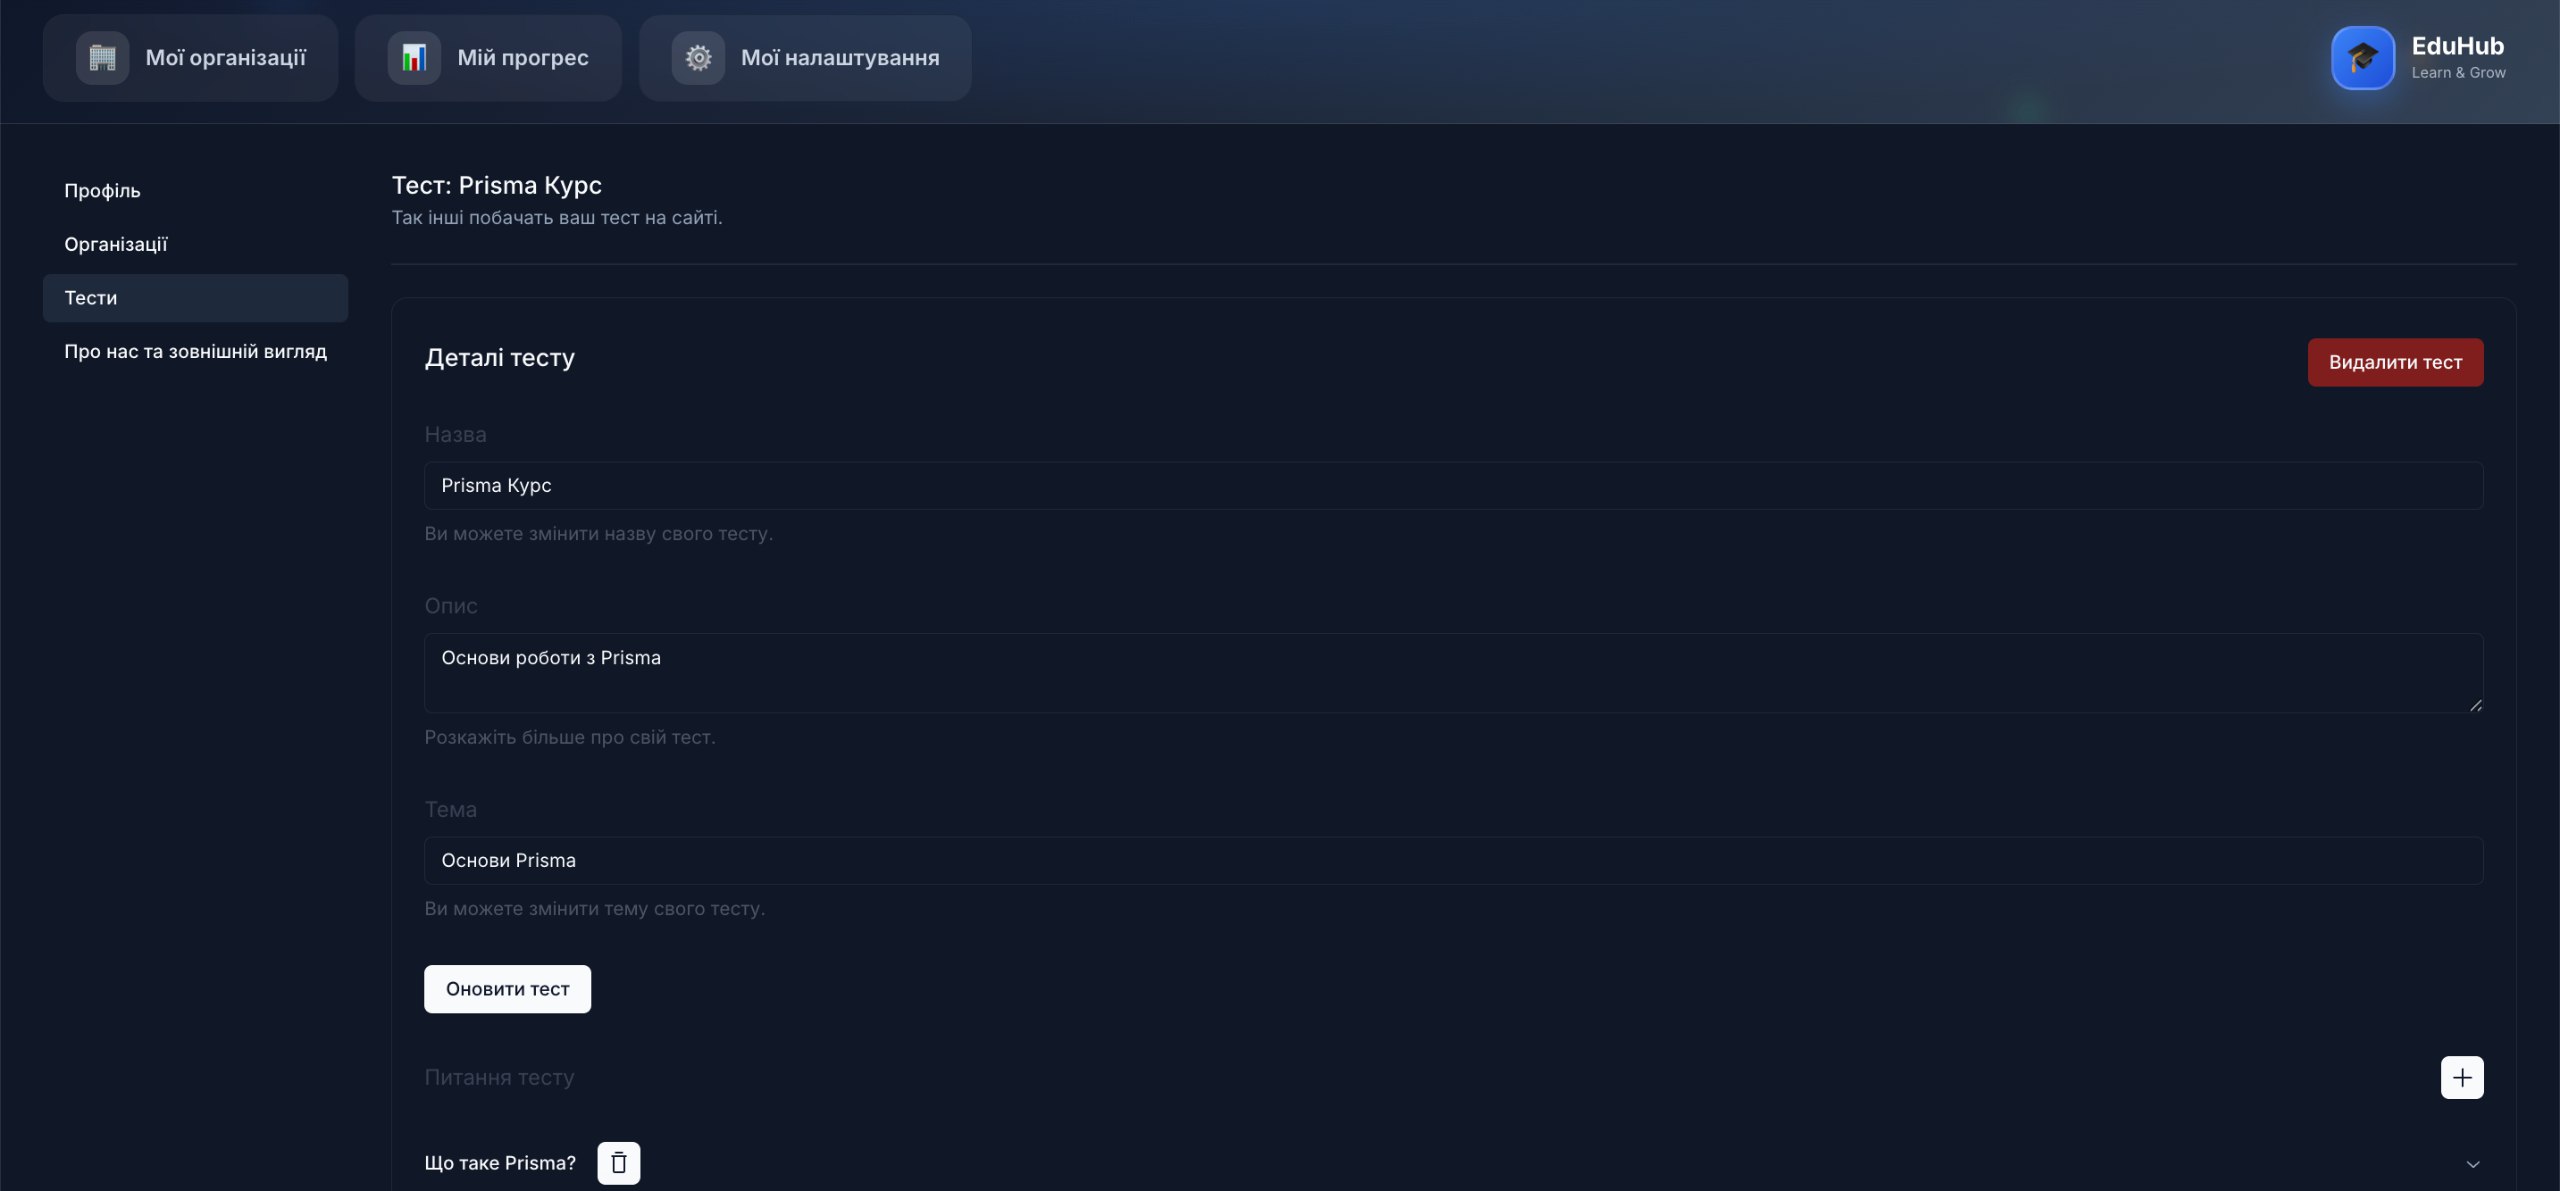 Мої організації
Мій прогрес
Мої налаштування
EduHub
Learn & Grow
Профіль
Організації
Тести
Про нас та зовнішній вигляд
Тест: Prisma Курс
Так інші побачать ваш тест на сайті.
Деталі тесту
Видалити тест
Назва
Prisma Курс
Ви можете змінити назву свого тесту.
Опис
Основи роботи з Prisma
Розкажіть більше про свій тест.
Тема
Основи Prisma
Ви можете змінити тему свого тесту.
Оновити тест
Питання тесту
Що таке Prisma?